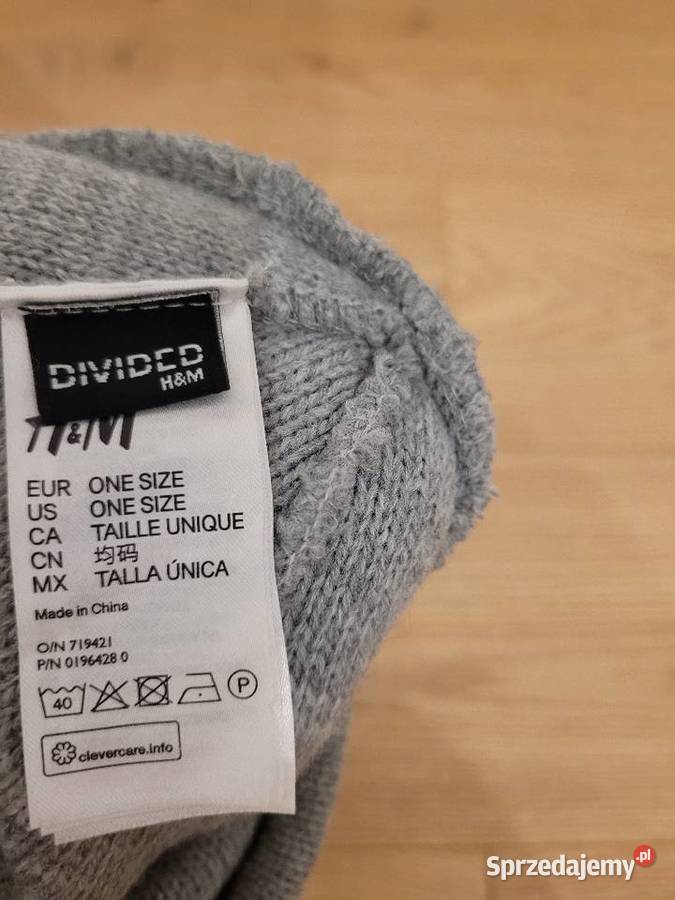 DIVIDED
H&M
H&M
EUR ONE SIZE
US ONE SIZE
CA TAILLE UNIQUE
CN 均码
MX TALLA ÚNICA
Made in China
O/N 719421
P/N 0196428 0
40 P
clevercare.info
Sprzedajemy.pl